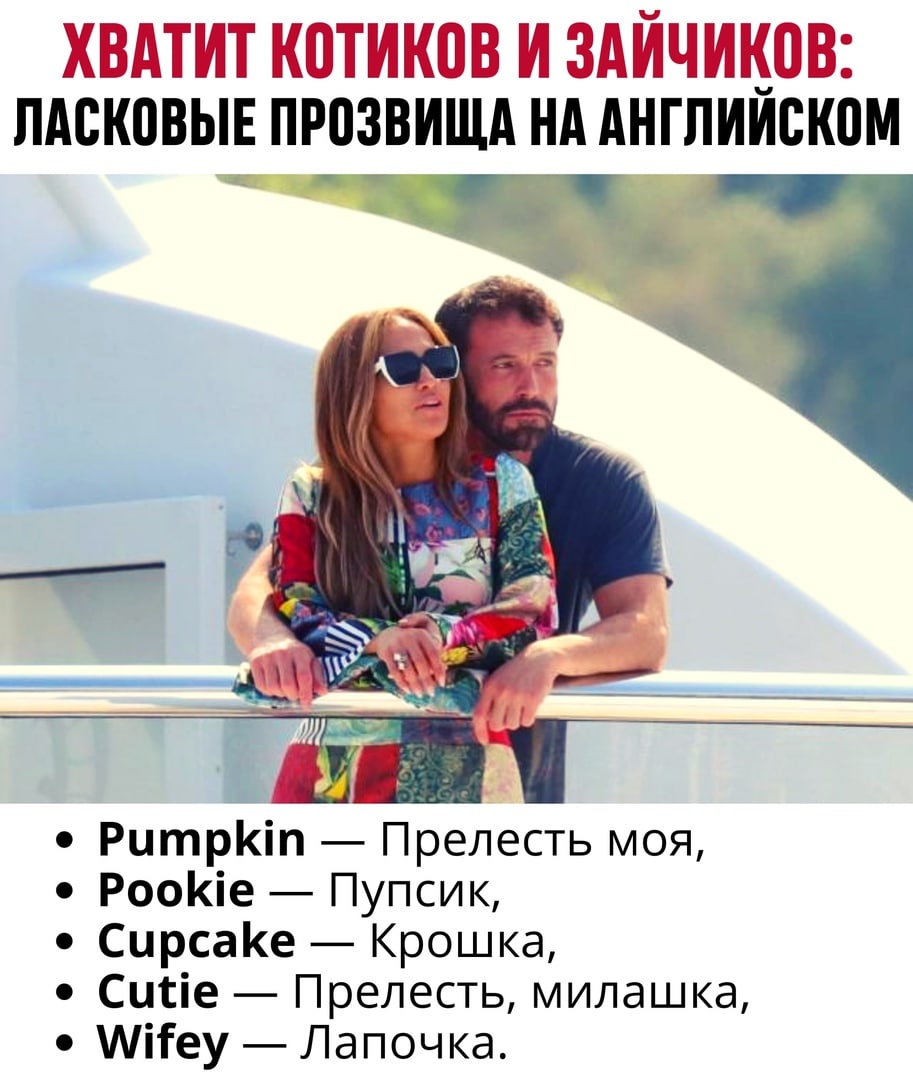 ХВАТИТ КОТИКОВ И ЗАЙЧИКОВ:
ЛАСКОВЫЕ ПРОЗВИЩА НА АНГЛИЙСКОМ
• Pumpkin — Прелесть моя,
• Pookie — Пупсик,
• Cupcake — Крошка,
• Cutie — Прелесть, милашка,
• Wifey — Лапочка.